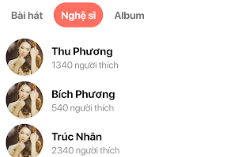 Bài hát Nghệ sĩ Album
Thu Phương
1340 người thích
Bích Phương
540 người thích
Trúc Nhân
2340 người thích